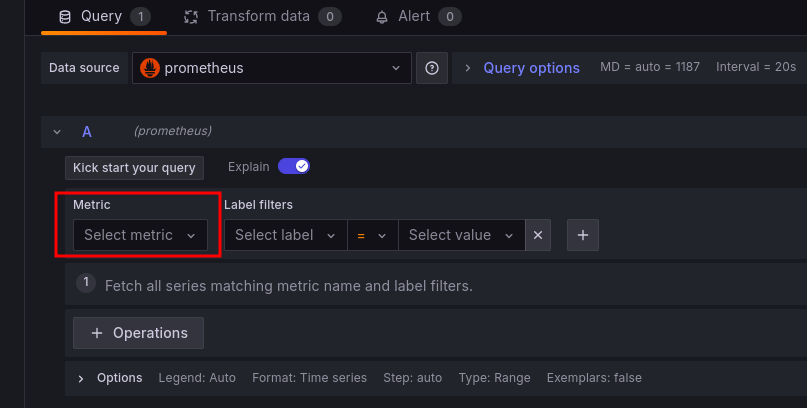 Query 1 Transform data 0 Alert 0
Data source prometheus Query options MD = auto = 1187 Interval = 20s
A (prometheus)
Kick start your query Explain
Metric Label filters
Select metric Select label = Select value
1 Fetch all series matching metric name and label filters.
+ Operations
Options Legend: Auto Format: Time series Step: auto Type: Range Exemplars: false